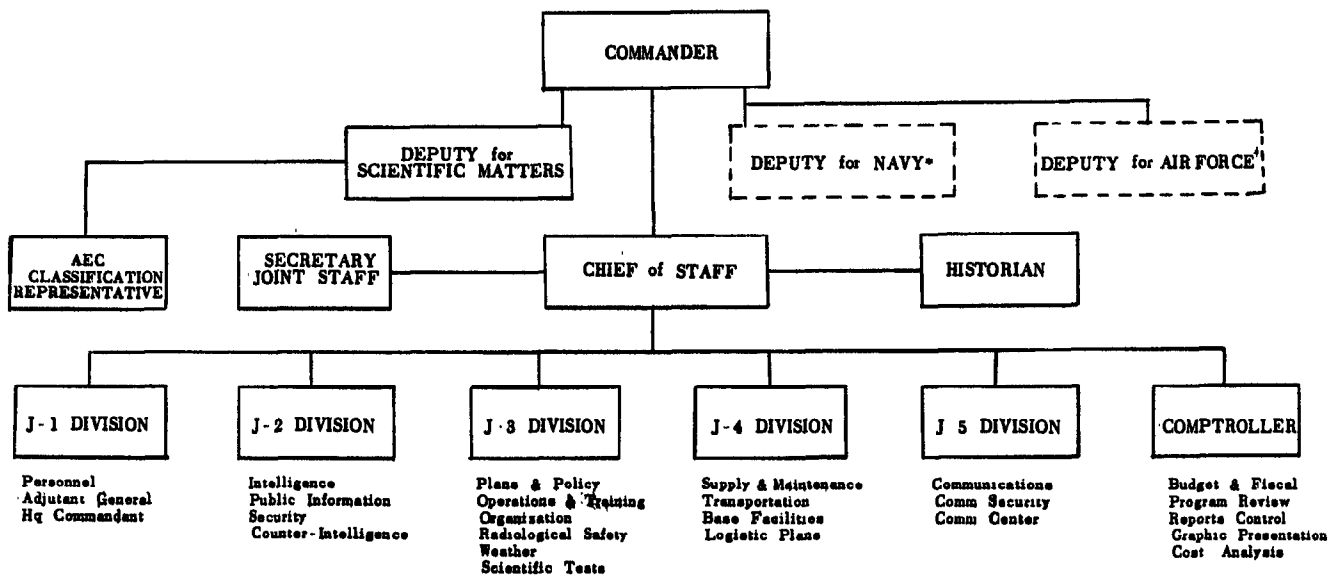 COMMANDER
DEPUTY for
SCIENTIFIC MATTERS
DEPUTY for NAVY*
DEPUTY for AIR FORCE
AEC
CLASSIFICATION
REPRESENTATIVE
SECRETARY
JOINT STAFF
CHIEF of STAFF
HISTORIAN
J-1 DIVISION
J-2 DIVISION
J-3 DIVISION
J-4 DIVISION
J 5 DIVISION
COMPTROLLER
Personnel
Adjutant General
Hq Commandant
Intelligence
Public Information
Security
Counter-Intelligence
Plans & Policy
Operations & Training
Organization
Radiological Safety
Weather
Scientific Tests
Supply & Maintenance
Transportation
Base Facilities
Logistic Plans
Communications
Comm Security
Comm Center
Budget & Fiscal
Program Review
Reports Control
Graphic Presentation
Cost Analysis